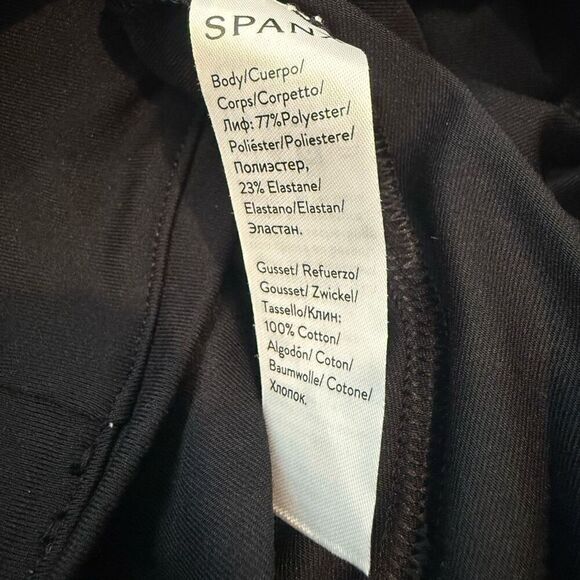 SPANX
Body/Cuerpo/
Corps/Corpetto/
Лиф: 77%Polyester/
Poliéster/Poliestere/
Полиэстер,
23% Elastane/
Elastano/Elastan/
Эластан.
Gusset/ Refuerzo/
Gousset/ Zwickel/
Tassello/Клин:
100% Cotton/
Algodón/ Coton/
Baumwolle/ Cotone/
Хлопок.